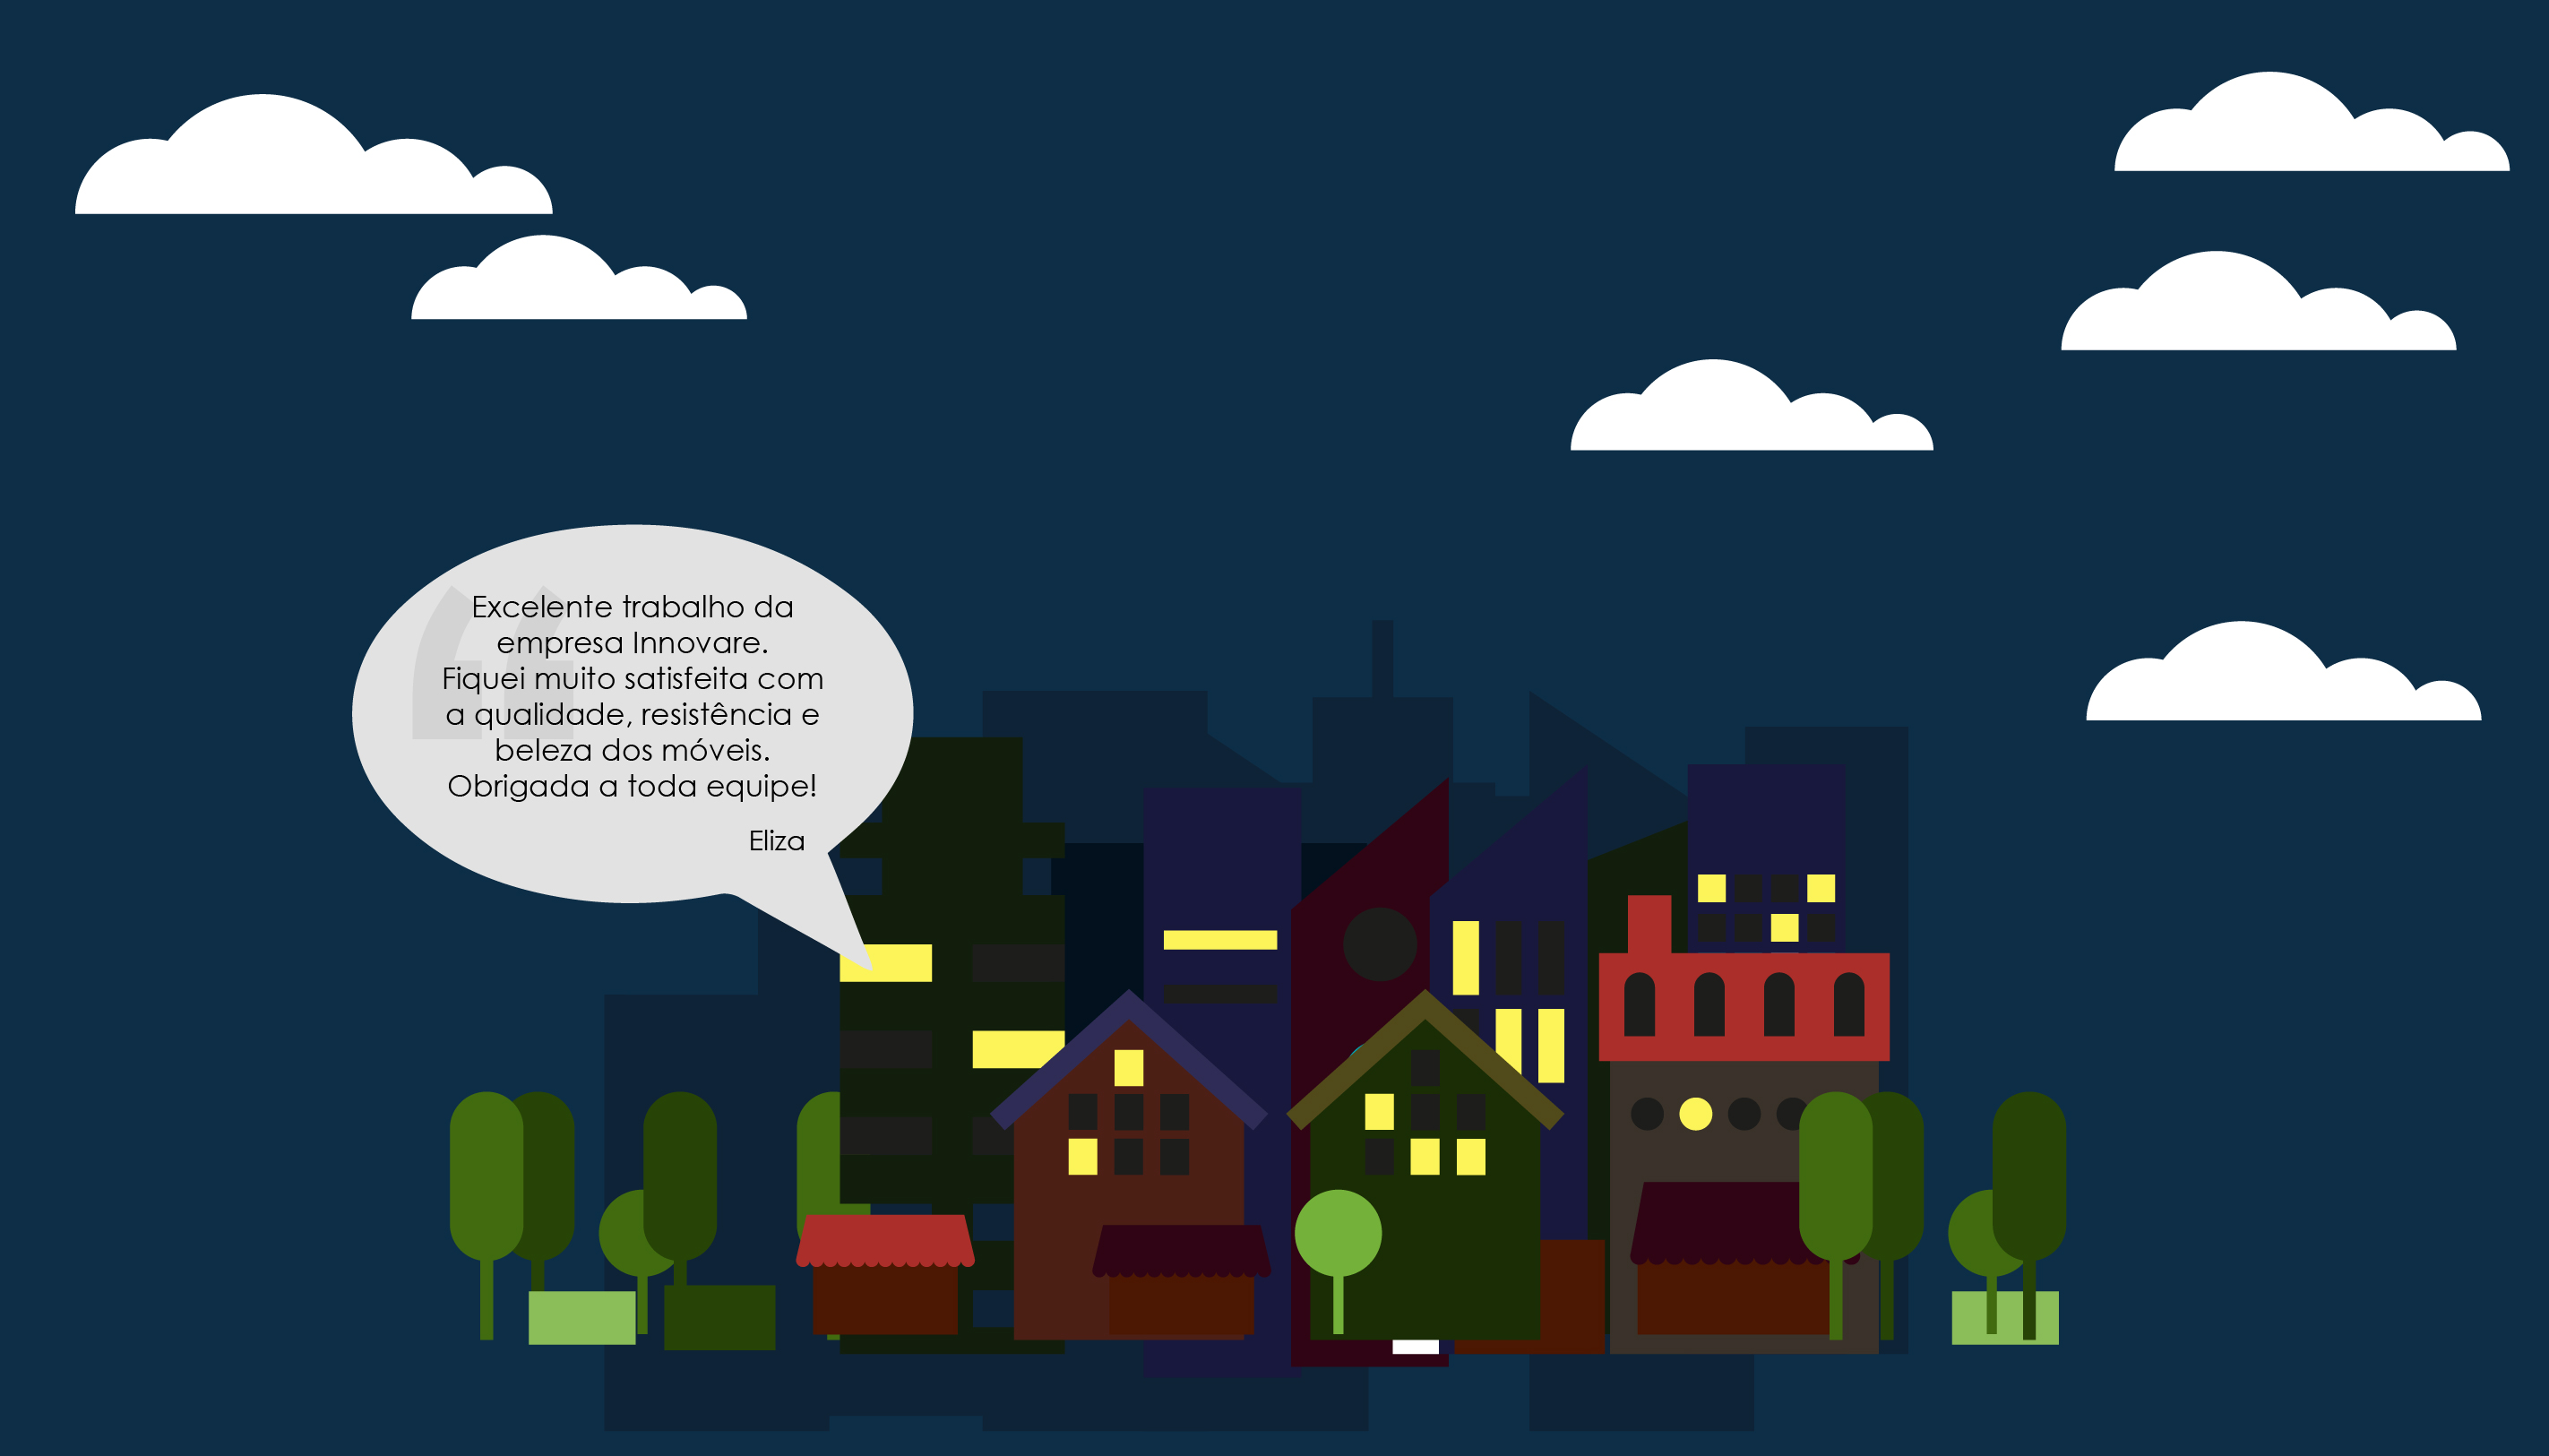 Excelente trabalho da
empresa Innovare.
Fiquei muito satisfeita com
a qualidade, resistência e
beleza dos móveis.
Obrigada a toda equipe!
Eliza